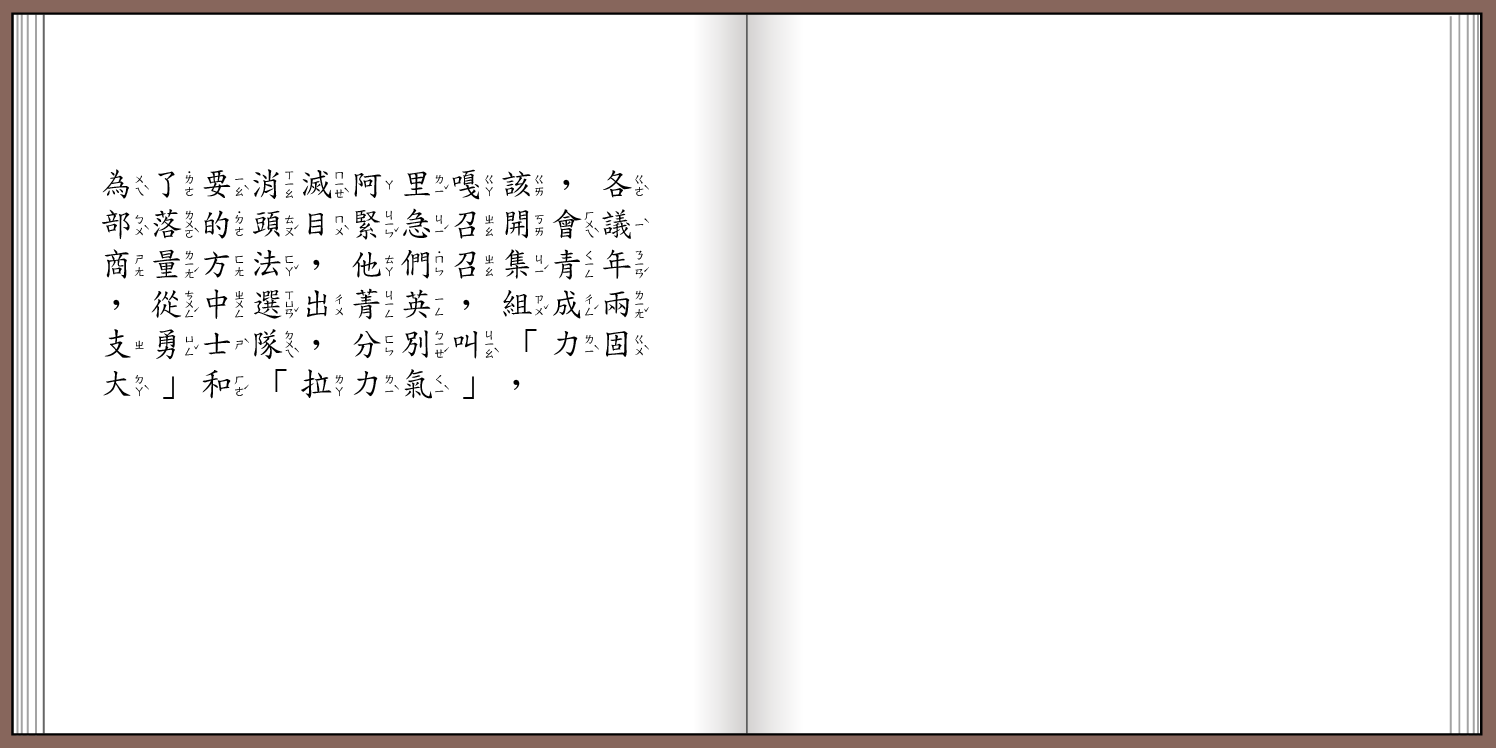 為了要消滅阿里嘎該，各
部落的頭目緊急召開會議
商量方法，他們召集青年
，從中選出菁英，組成兩
支勇士隊，分別叫「力固
大」和「拉力氣」，